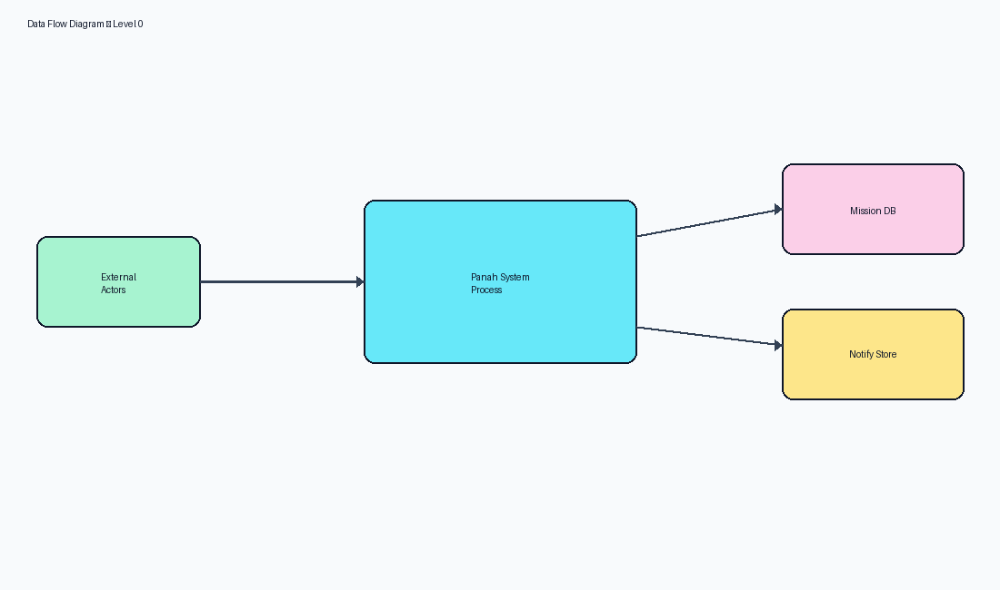 Data Flow Diagram ▯ Level 0
External
Actors
Panah System
Process
Mission DB
Notify Store